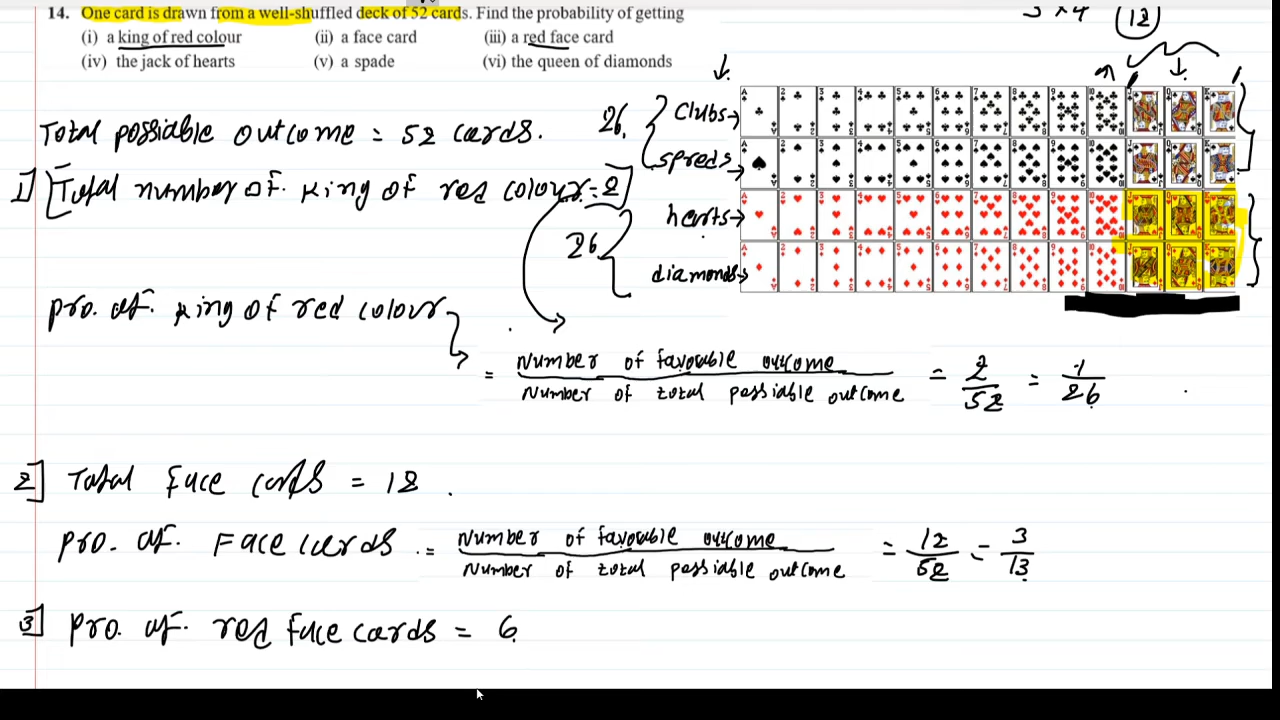 14. One card is drawn from a well-shuffled deck of 52 cards. Find the probability of getting
(i) a king of red colour (ii) a face card (iii) a red face card
(iv) the jack of hearts (v) a spade (vi) the queen of diamonds
3 x 4 (12)
Total possiable outcome = 52 cards.
26. clubs
spreds
1] [Total number of. king of red colour = 2]
hearts
26 diamonds
pro. of. king of red colour
= Number of favouable outcome / Number of total possiable outcome = 2/52 = 1/26
2] Total face cards = 12.
pro. of. Face cards . = Number of favouable outcome / Number of total possiable outcome = 12/52 = 3/13
3] pro. of. red face cards = 6